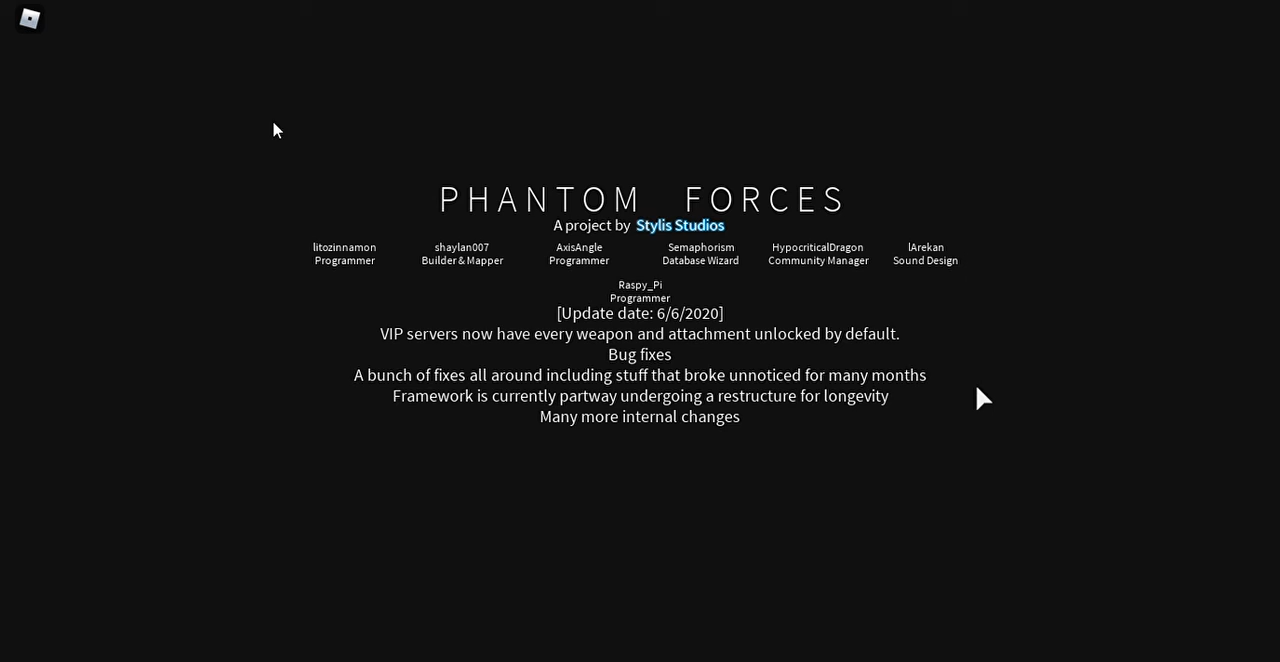 PHANTOM FORCES
A project by Stylis Studios
litozinnamon shaylan007 AxisAngle Semaphorism HypocriticalDragon lArekan
Programmer Builder & Mapper Programmer Database Wizard Community Manager Sound Design
Raspy_Pi
Programmer
[Update date: 6/6/2020]
VIP servers now have every weapon and attachment unlocked by default.
Bug fixes
A bunch of fixes all around including stuff that broke unnoticed for many months
Framework is currently partway undergoing a restructure for longevity
Many more internal changes